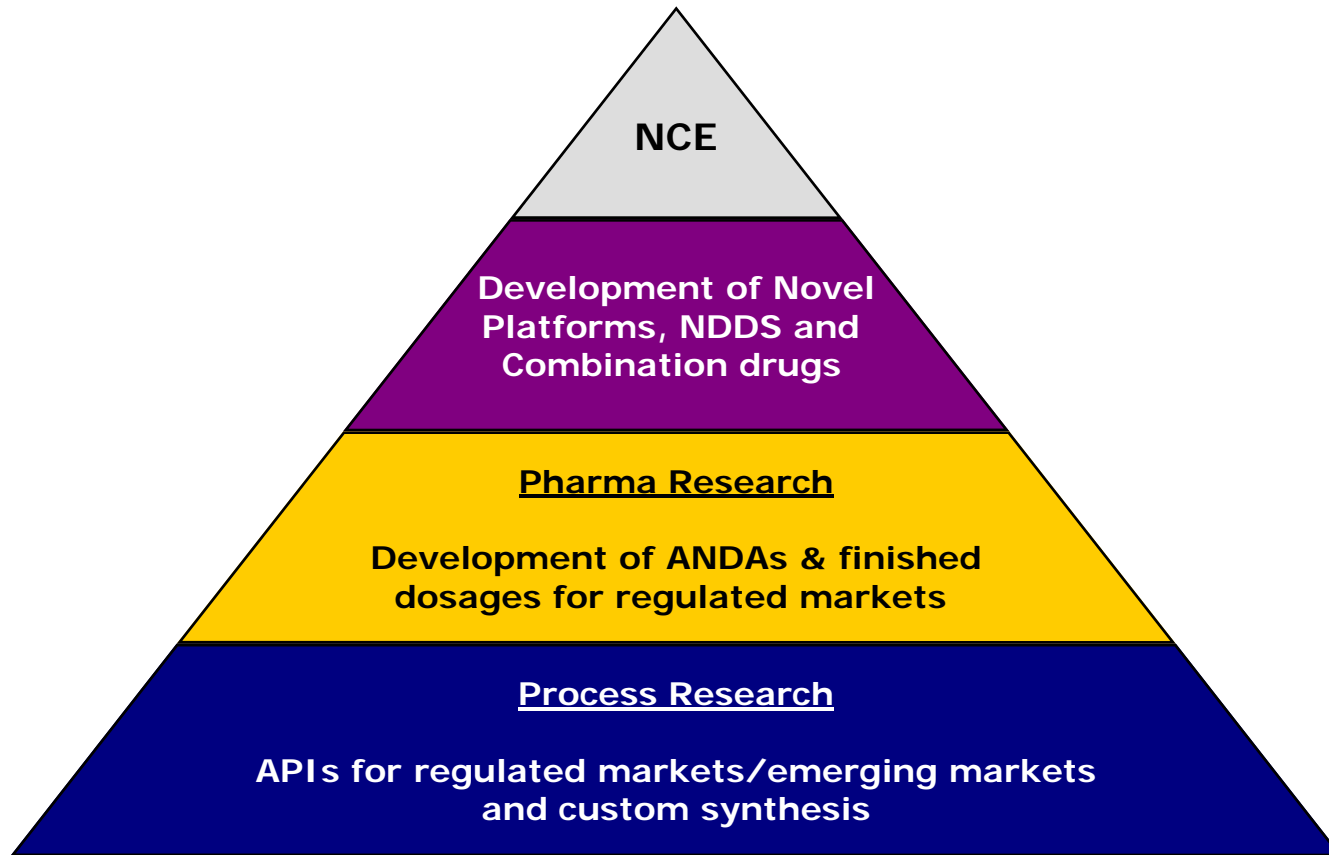 NCE
Development of Novel
Platforms, NDDS and
Combination drugs
Pharma Research
Development of ANDAs & finished
dosages for regulated markets
Process Research
APIs for regulated markets/emerging markets
and custom synthesis